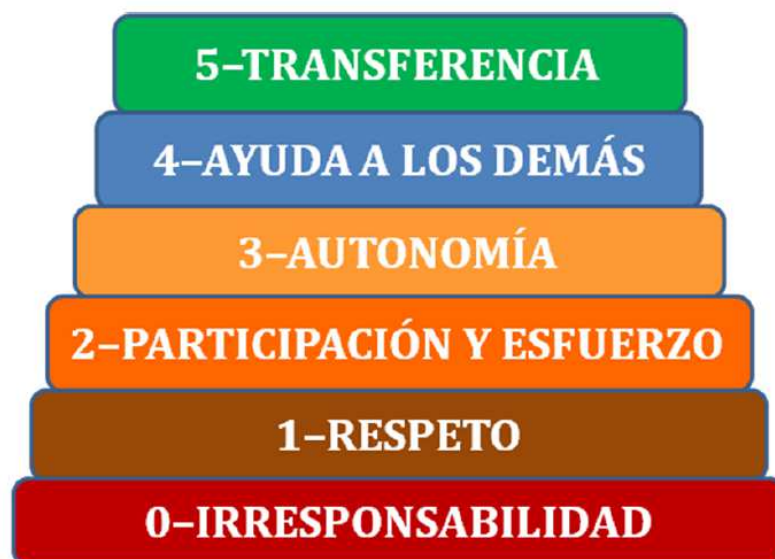 5–TRANSFERENCIA
4–AYUDA A LOS DEMÁS
3–AUTONOMÍA
2–PARTICIPACIÓN Y ESFUERZO
1–RESPETO
0–IRRESPONSABILIDAD